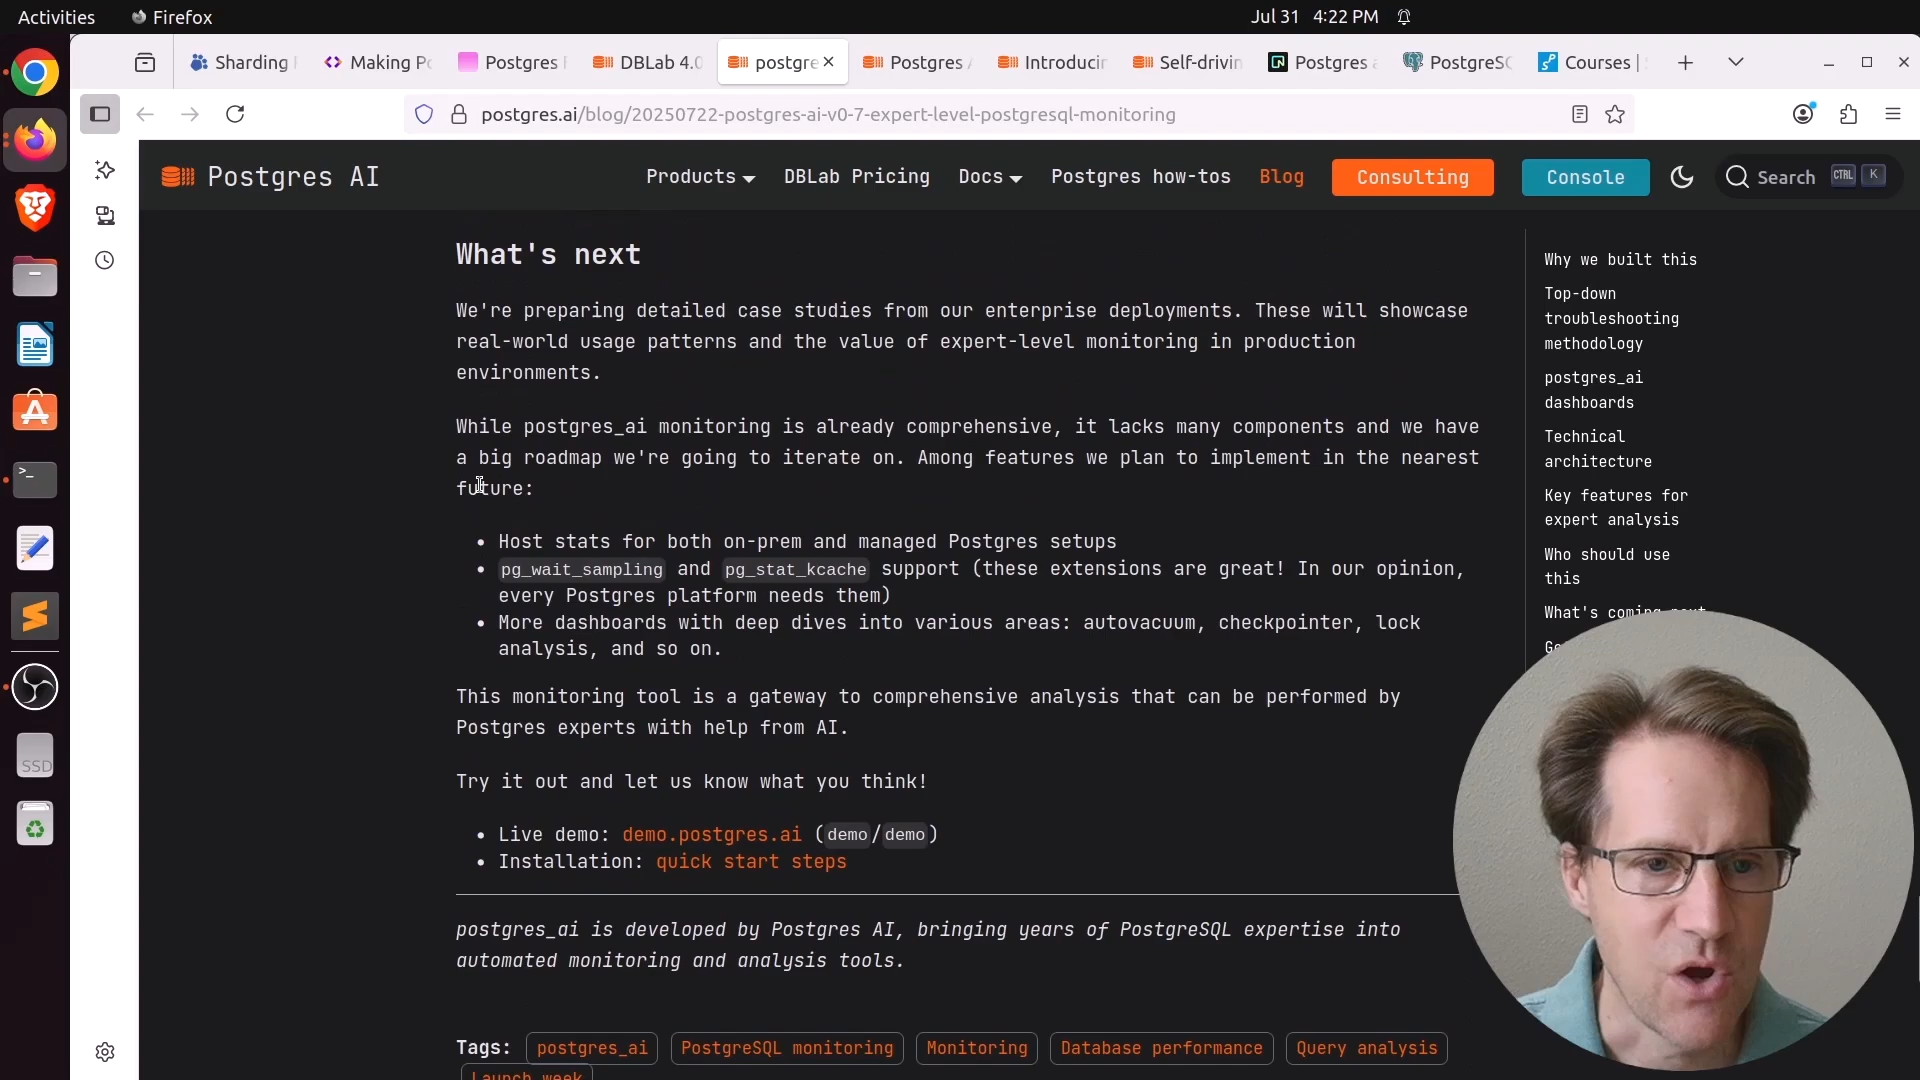 Activities Firefox Jul 31 4:22 PM
Sharding Making Po Postgres DBLab 4.0 postgre Postgres Introducin Self-drivin Postgres a PostgreSQ Courses |
postgres.ai/blog/20250722-postgres-ai-v0-7-expert-level-postgresql-monitoring
Postgres AI Products DBLab Pricing Docs Postgres how-tos Blog Consulting Console Search CTRL K
What's next
We're preparing detailed case studies from our enterprise deployments. These will showcase
real-world usage patterns and the value of expert-level monitoring in production
environments.
While postgres_ai monitoring is already comprehensive, it lacks many components and we have
a big roadmap we're going to iterate on. Among features we plan to implement in the nearest
future:
• Host stats for both on-prem and managed Postgres setups
• pg_wait_sampling and pg_stat_kcache support (these extensions are great! In our opinion,
every Postgres platform needs them)
• More dashboards with deep dives into various areas: autovacuum, checkpointer, lock
analysis, and so on.
This monitoring tool is a gateway to comprehensive analysis that can be performed by
Postgres experts with help from AI.
Try it out and let us know what you think!
• Live demo: demo.postgres.ai (demo/demo)
• Installation: quick start steps
postgres_ai is developed by Postgres AI, bringing years of PostgreSQL expertise into
automated monitoring and analysis tools.
Tags: postgres_ai PostgreSQL monitoring Monitoring Database performance Query analysis
Launch week
Why we built this
Top-down
troubleshooting
methodology
postgres_ai
dashboards
Technical
architecture
Key features for
expert analysis
Who should use
this
What's coming next
SSD